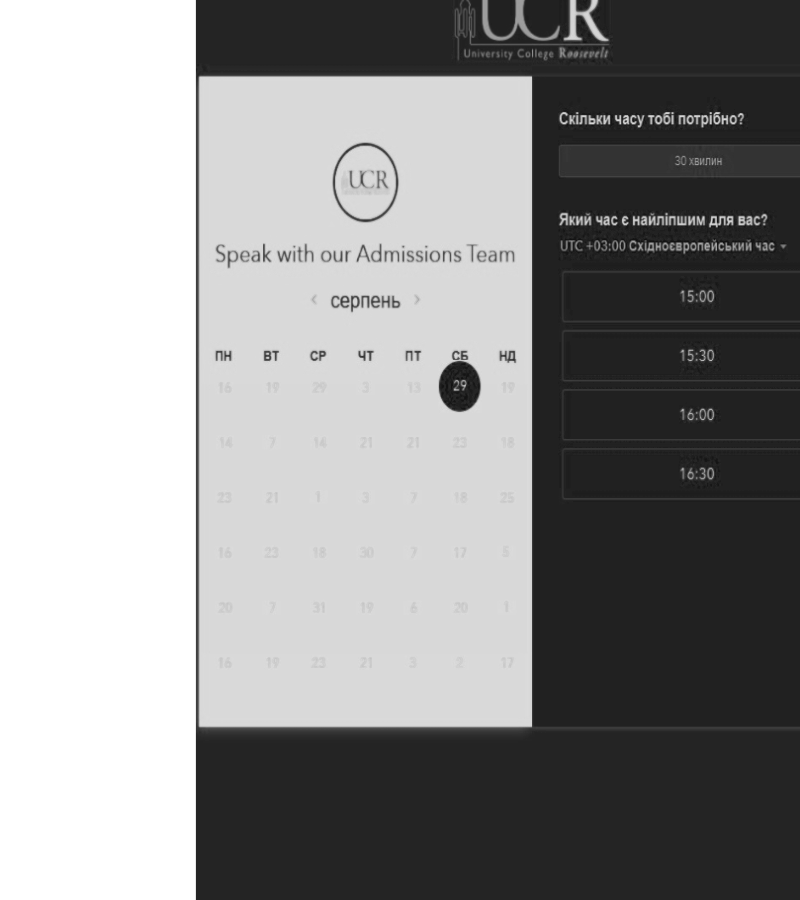 UCR
University College Roosevelt
UCR
Speak with our Admissions Team
‹ серпень ›
ПН ВТ СР ЧТ ПТ СБ НД
16 19 29 3 13 29 19
14 7 14 21 21 23 18
23 21 1 3 7 18 25
16 23 18 30 7 17 6
20 7 31 19 6 20 1
16 19 23 21 3 2 17
Скільки часу тобі потрібно?
30 хвилин
Який час є найліпшим для вас?
UTC +03:00 Східноєвропейський час
15:00
15:30
16:00
16:30